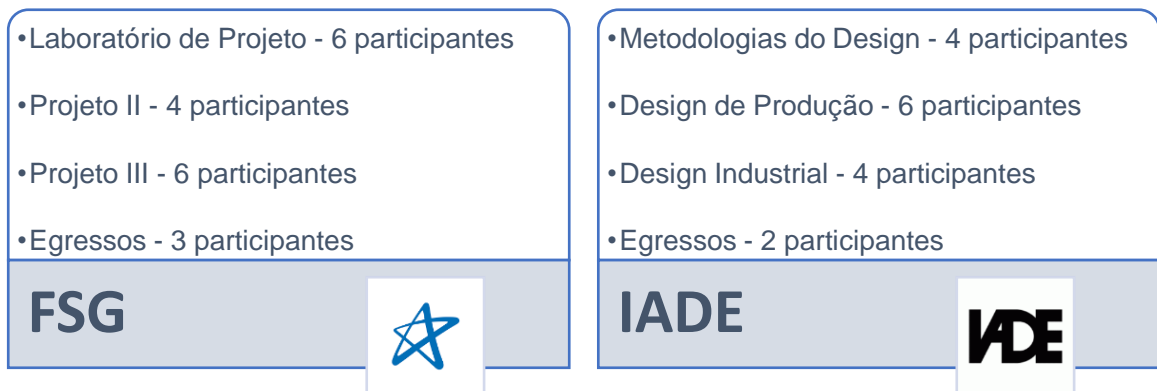 •Laboratório de Projeto - 6 participantes
•Projeto II - 4 participantes
•Projeto III - 6 participantes
•Egressos - 3 participantes
FSG
•Metodologias do Design - 4 participantes
•Design de Produção - 6 participantes
•Design Industrial - 4 participantes
•Egressos - 2 participantes
IADE
IADE